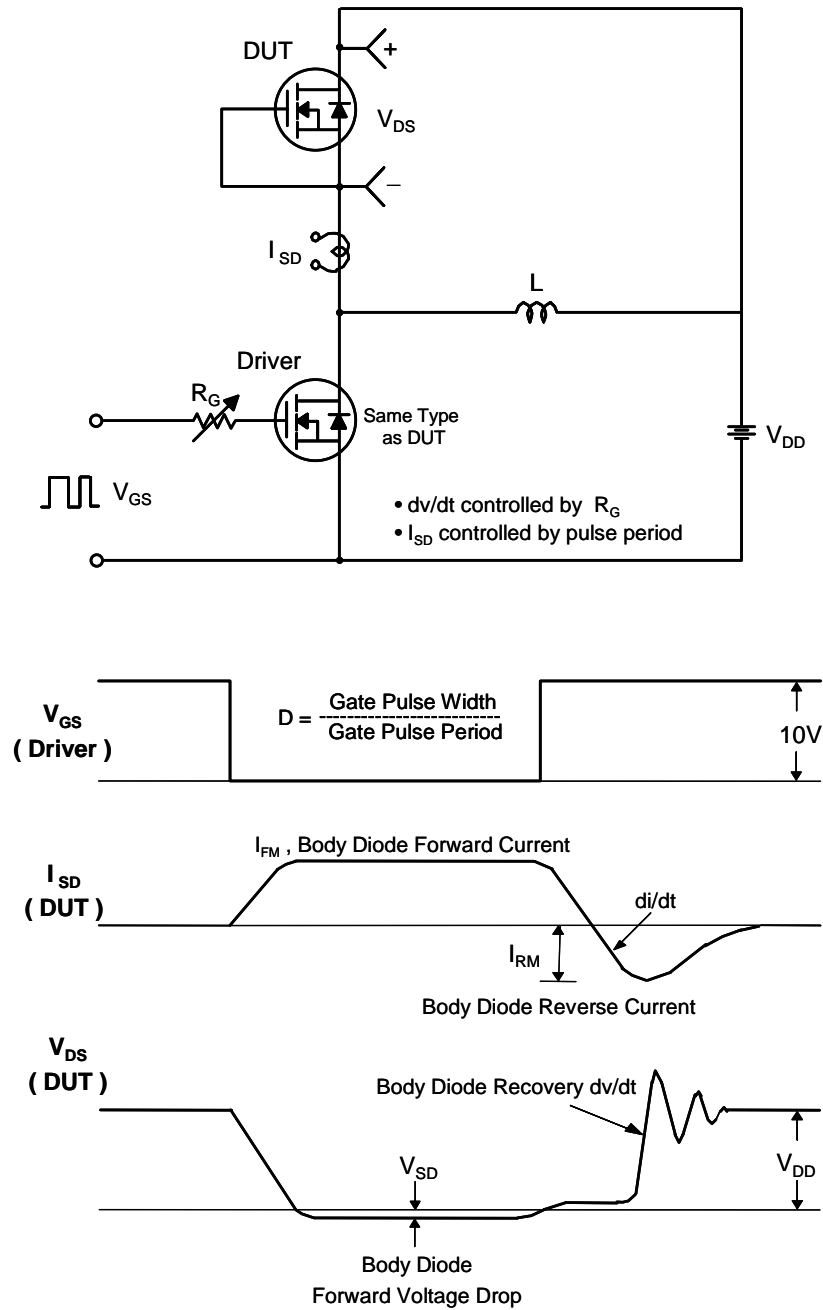 DUT
+
V_DS
−
I_SD
L
Driver
R_G
Same Type
as DUT
V_DD
V_GS
• dv/dt controlled by R_G
• I_SD controlled by pulse period
V_GS
( Driver )
D = Gate Pulse Width
Gate Pulse Period
10V
I_FM , Body Diode Forward Current
I_SD
( DUT )
di/dt
I_RM
Body Diode Reverse Current
V_DS
( DUT )
Body Diode Recovery dv/dt
V_SD
V_DD
Body Diode
Forward Voltage Drop